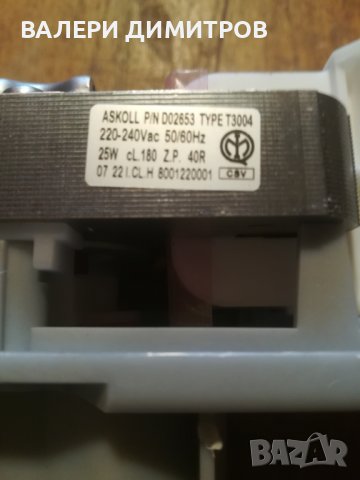 ВАЛЕРИ ДИМИТРОВ
ASKOLL P/N D02653 TYPE T3004
220-240Vac 50/60Hz
25W cL.180 Z.P. 40R
07 22 I.CL.H 8001220001
CSV
BAZAR